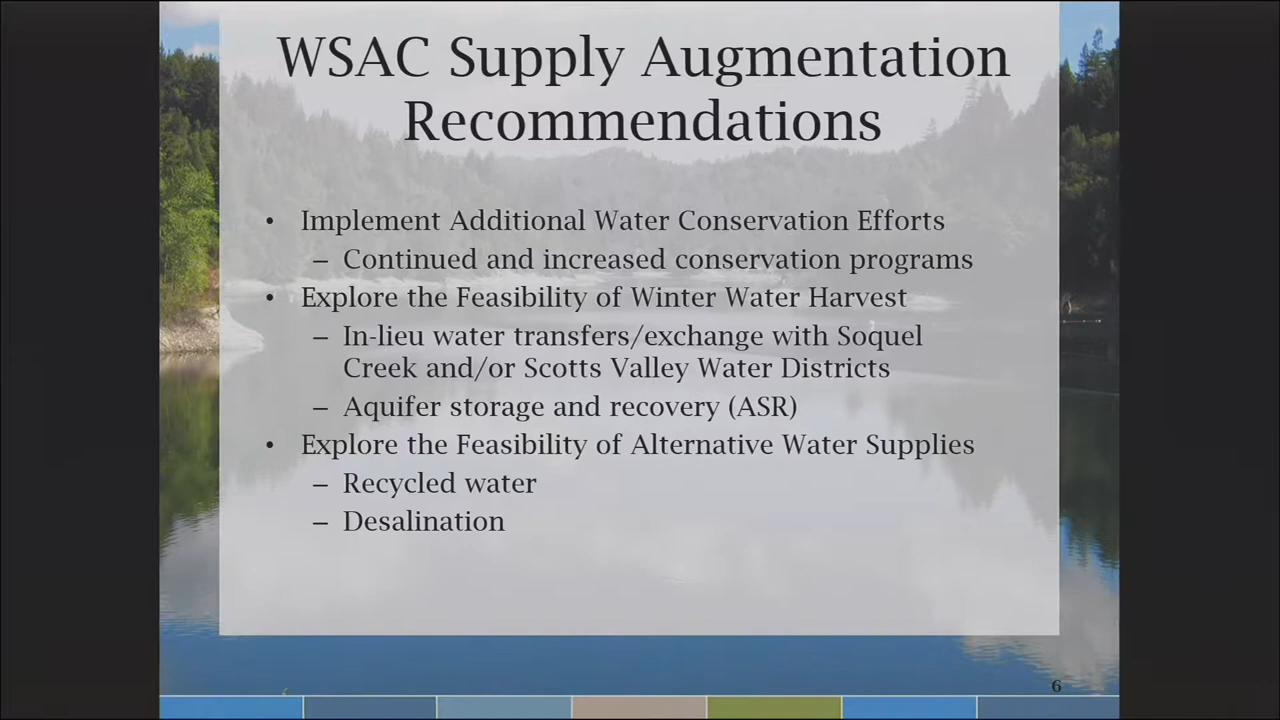 WSAC Supply Augmentation
Recommendations
• Implement Additional Water Conservation Efforts
– Continued and increased conservation programs
• Explore the Feasibility of Winter Water Harvest
– In-lieu water transfers/exchange with Soquel
Creek and/or Scotts Valley Water Districts
– Aquifer storage and recovery (ASR)
• Explore the Feasibility of Alternative Water Supplies
– Recycled water
– Desalination
6